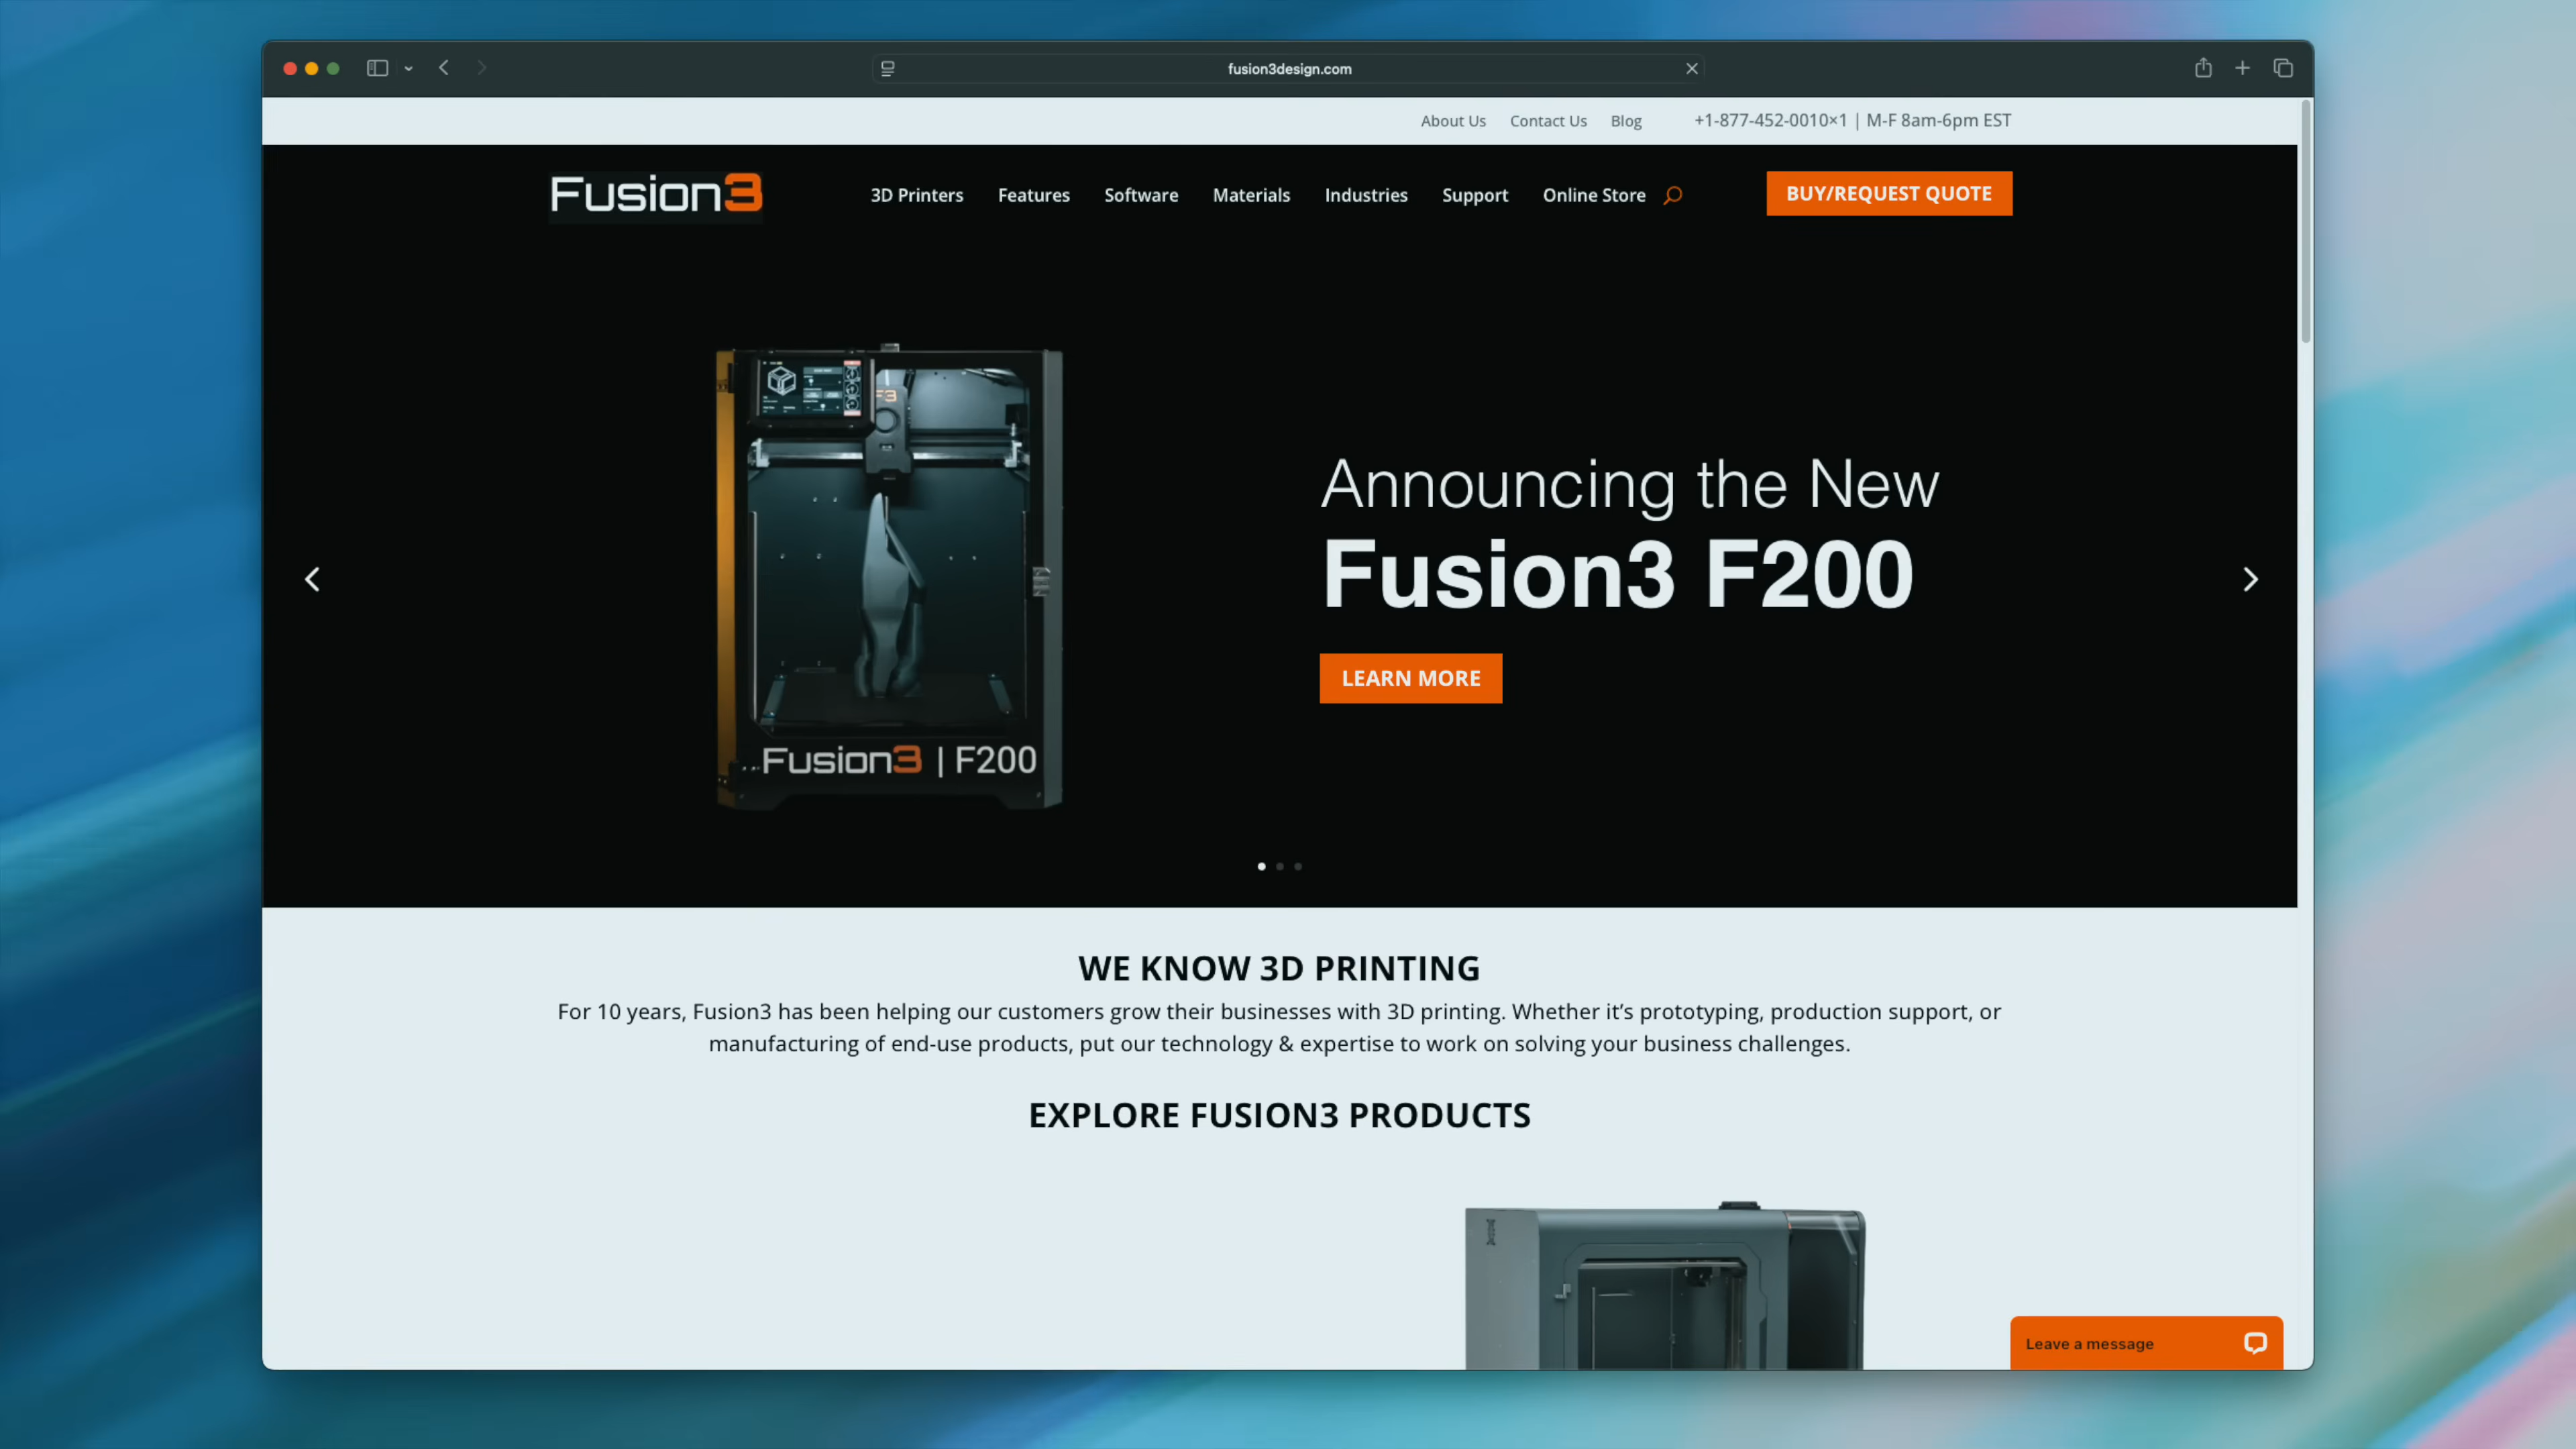 fusion3design.com
About Us Contact Us Blog +1-877-452-0010×1 | M-F 8am-6pm EST
Fusion3 3D Printers Features Software Materials Industries Support Online Store BUY/REQUEST QUOTE
F3
Announcing the New
Fusion3 F200
LEARN MORE
Fusion3 | F200
WE KNOW 3D PRINTING
For 10 years, Fusion3 has been helping our customers grow their businesses with 3D printing. Whether it’s prototyping, production support, or
manufacturing of end-use products, put our technology & expertise to work on solving your business challenges.
EXPLORE FUSION3 PRODUCTS
Leave a message